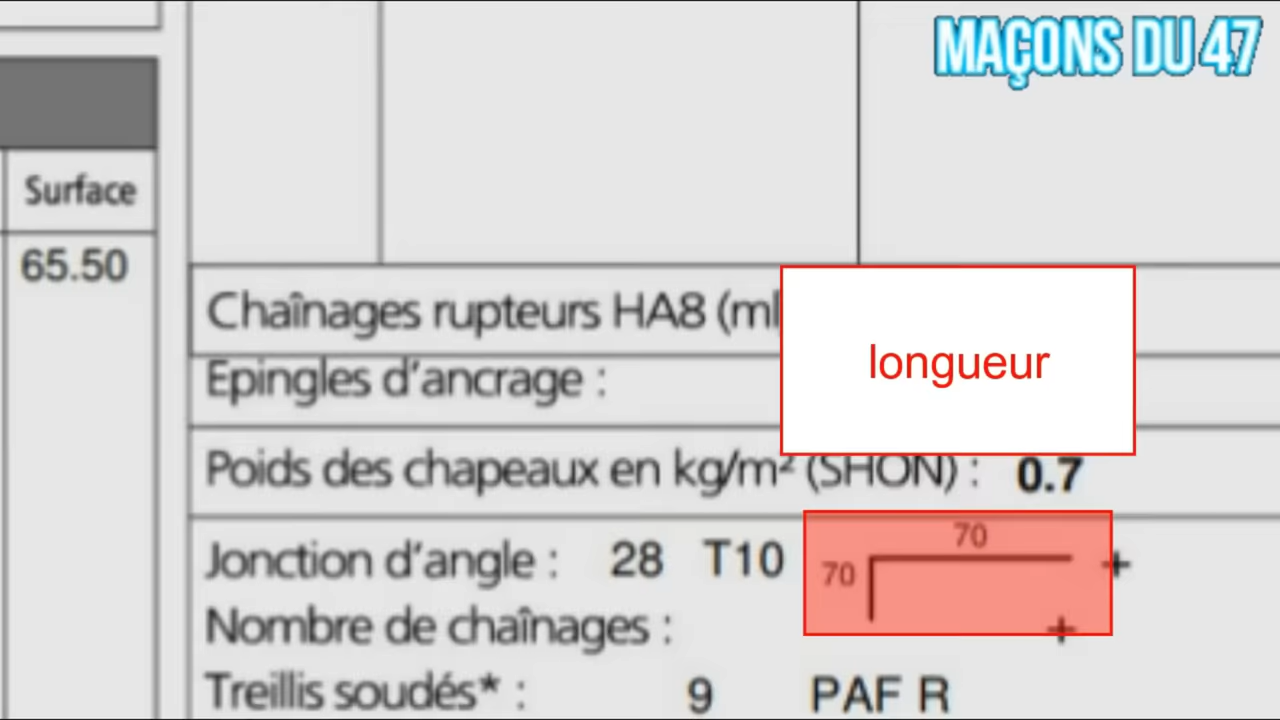 MAÇONS DU 47
Surface
65.50
Chaînages rupteurs HA8 (ml
longueur
Epingles d'ancrage :
Poids des chapeaux en kg/m² (SHON) : 0.7
70
Jonction d'angle : 28 T10 70 +
Nombre de chaînages : +
Treillis soudés* : 9 PAF R